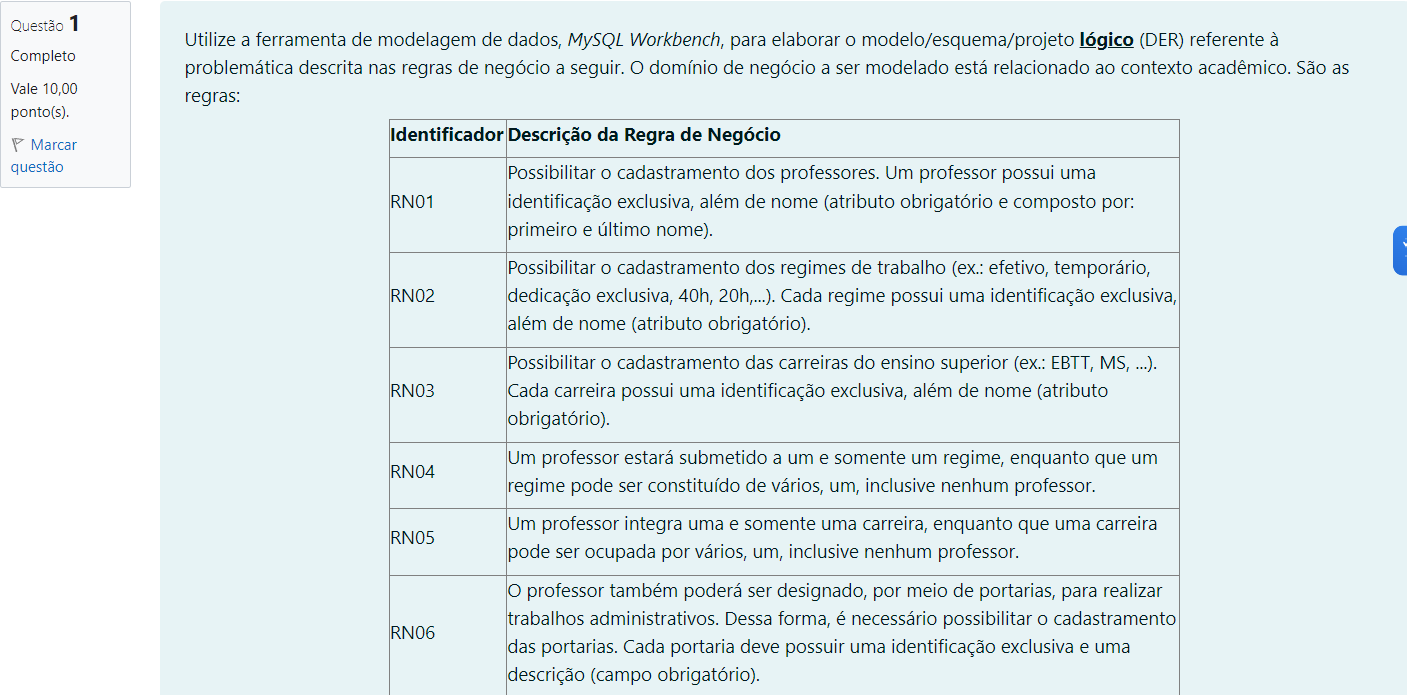 Questão 1
Completo
Vale 10,00
ponto(s).
Marcar
questão
Utilize a ferramenta de modelagem de dados, MySQL Workbench, para elaborar o modelo/esquema/projeto lógico (DER) referente à
problemática descrita nas regras de negócio a seguir. O domínio de negócio a ser modelado está relacionado ao contexto acadêmico. São as
regras:
Identificador Descrição da Regra de Negócio
RN01
Possibilitar o cadastramento dos professores. Um professor possui uma
identificação exclusiva, além de nome (atributo obrigatório e composto por:
primeiro e último nome).
RN02
Possibilitar o cadastramento dos regimes de trabalho (ex.: efetivo, temporário,
dedicação exclusiva, 40h, 20h,...). Cada regime possui uma identificação exclusiva,
além de nome (atributo obrigatório).
RN03
Possibilitar o cadastramento das carreiras do ensino superior (ex.: EBTT, MS, ...).
Cada carreira possui uma identificação exclusiva, além de nome (atributo
obrigatório).
RN04
Um professor estará submetido a um e somente um regime, enquanto que um
regime pode ser constituído de vários, um, inclusive nenhum professor.
RN05
Um professor integra uma e somente uma carreira, enquanto que uma carreira
pode ser ocupada por vários, um, inclusive nenhum professor.
RN06
O professor também poderá ser designado, por meio de portarias, para realizar
trabalhos administrativos. Dessa forma, é necessário possibilitar o cadastramento
das portarias. Cada portaria deve possuir uma identificação exclusiva e uma
descrição (campo obrigatório).